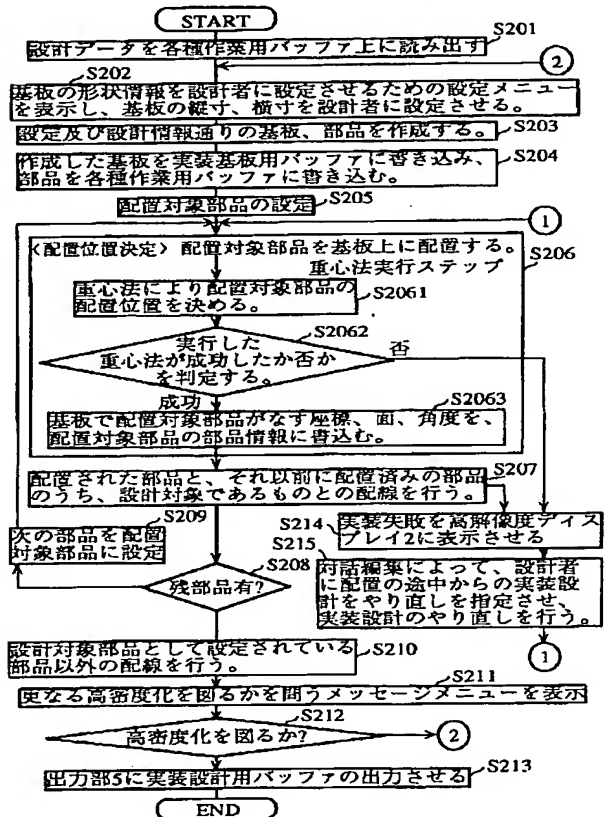 START
設計データを各種作業用バッファ上に読み出す
S201
②
S202
基板の形状情報を設計者に設定させるための設定メニュー
を表示し、基板の縦寸、横寸を設計者に設定させる。
設定及び設計情報通りの基板、部品を作成する。
S203
作成した基板を実装基板用バッファに書き込み、
部品を各種作業用バッファに書き込む。
S204
配置対象部品の設定
S205
①
〈配置位置決定〉 配置対象部品を基板上に配置する。
S206
重心法実行ステップ
重心法により配置対象部品の
配置位置を決める。
S2061
S2062
実行した
重心法が成功したか否か
を判定する。
否
成功
S2063
基板で配置対象部品がなす座標、面、角度を、
配置対象部品の部品情報に書込む。
配置された部品と、それ以前に配置済みの部品
のうち、設計対象であるものとの配線を行う。
S207
S209
次の部品を配置
対象部品に設定
S214
実装失敗を高解像度ディス
プレイ2に表示させる
S208
残部品有?
S215
対話編集によって、設計者
に配置の途中からの実装設
計をやり直しを指定させ、
実装設計のやり直しを行う。
①
設計対象部品として設定されている
部品以外の配線を行う。
S210
S211
更なる高密度化を図るかを問うメッセージメニューを表示
S212
高密度化を図るか?
②
出力部5に実装設計用バッファの出力させる
S213
END